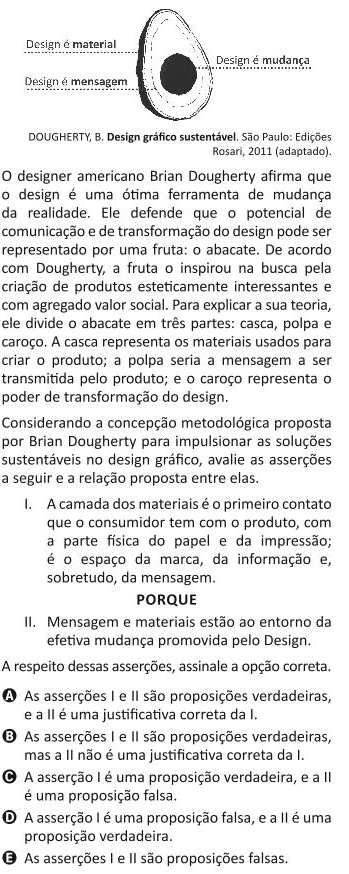 Design é material
Design é mudança
Design é mensagem
DOUGHERTY, B. Design gráfico sustentável. São Paulo: Edições
Rosari, 2011 (adaptado).
O designer americano Brian Dougherty afirma que
o design é uma ótima ferramenta de mudança
da realidade. Ele defende que o potencial de
comunicação e de transformação do design pode ser
representado por uma fruta: o abacate. De acordo
com Dougherty, a fruta o inspirou na busca pela
criação de produtos esteticamente interessantes e
com agregado valor social. Para explicar a sua teoria,
ele divide o abacate em três partes: casca, polpa e
caroço. A casca representa os materiais usados para
criar o produto; a polpa seria a mensagem a ser
transmitida pelo produto; e o caroço representa o
poder de transformação do design.
Considerando a concepção metodológica proposta
por Brian Dougherty para impulsionar as soluções
sustentáveis no design gráfico, avalie as asserções
a seguir e a relação proposta entre elas.
I. A camada dos materiais é o primeiro contato
que o consumidor tem com o produto, com
a parte física do papel e da impressão;
é o espaço da marca, da informação e,
sobretudo, da mensagem.
PORQUE
II. Mensagem e materiais estão ao entorno da
efetiva mudança promovida pelo Design.
A respeito dessas asserções, assinale a opção correta.
A As asserções I e II são proposições verdadeiras,
e a II é uma justificativa correta da I.
B As asserções I e II são proposições verdadeiras,
mas a II não é uma justificativa correta da I.
C A asserção I é uma proposição verdadeira, e a II
é uma proposição falsa.
D A asserção I é uma proposição falsa, e a II é uma
proposição verdadeira.
E As asserções I e II são proposições falsas.